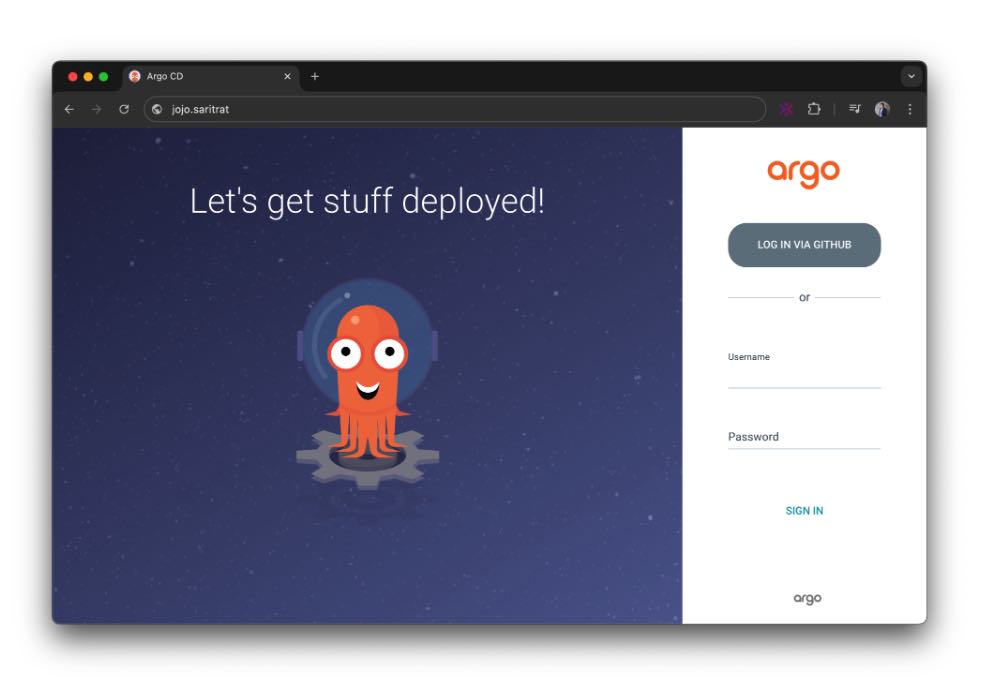 Argo CD
jojo.saritrat
Let's get stuff deployed!
argo
LOG IN VIA GITHUB
or
Username
Password
SIGN IN
argo